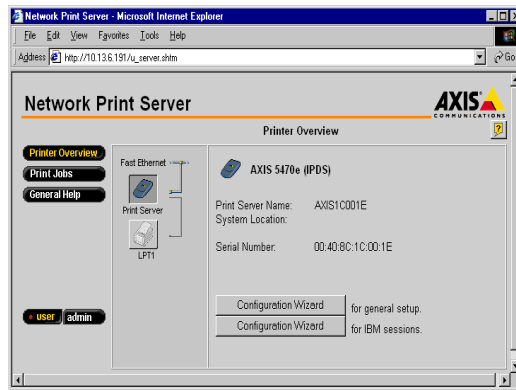 Network Print Server - Microsoft Internet Explorer
File Edit View Favorites Tools Help
Address http://10.13.6.191/u_server.shtm Go
Network Print Server
AXIS
COMMUNICATIONS
Printer Overview
?
Printer Overview
Print Jobs
General Help
Fast Ethernet
Print Server
LPT1
AXIS 5470e (IPDS)
Print Server Name: AXIS1C001E
System Location:
Serial Number: 00:40:8C:1C:00:1E
Configuration Wizard for general setup.
Configuration Wizard for IBM sessions.
user admin